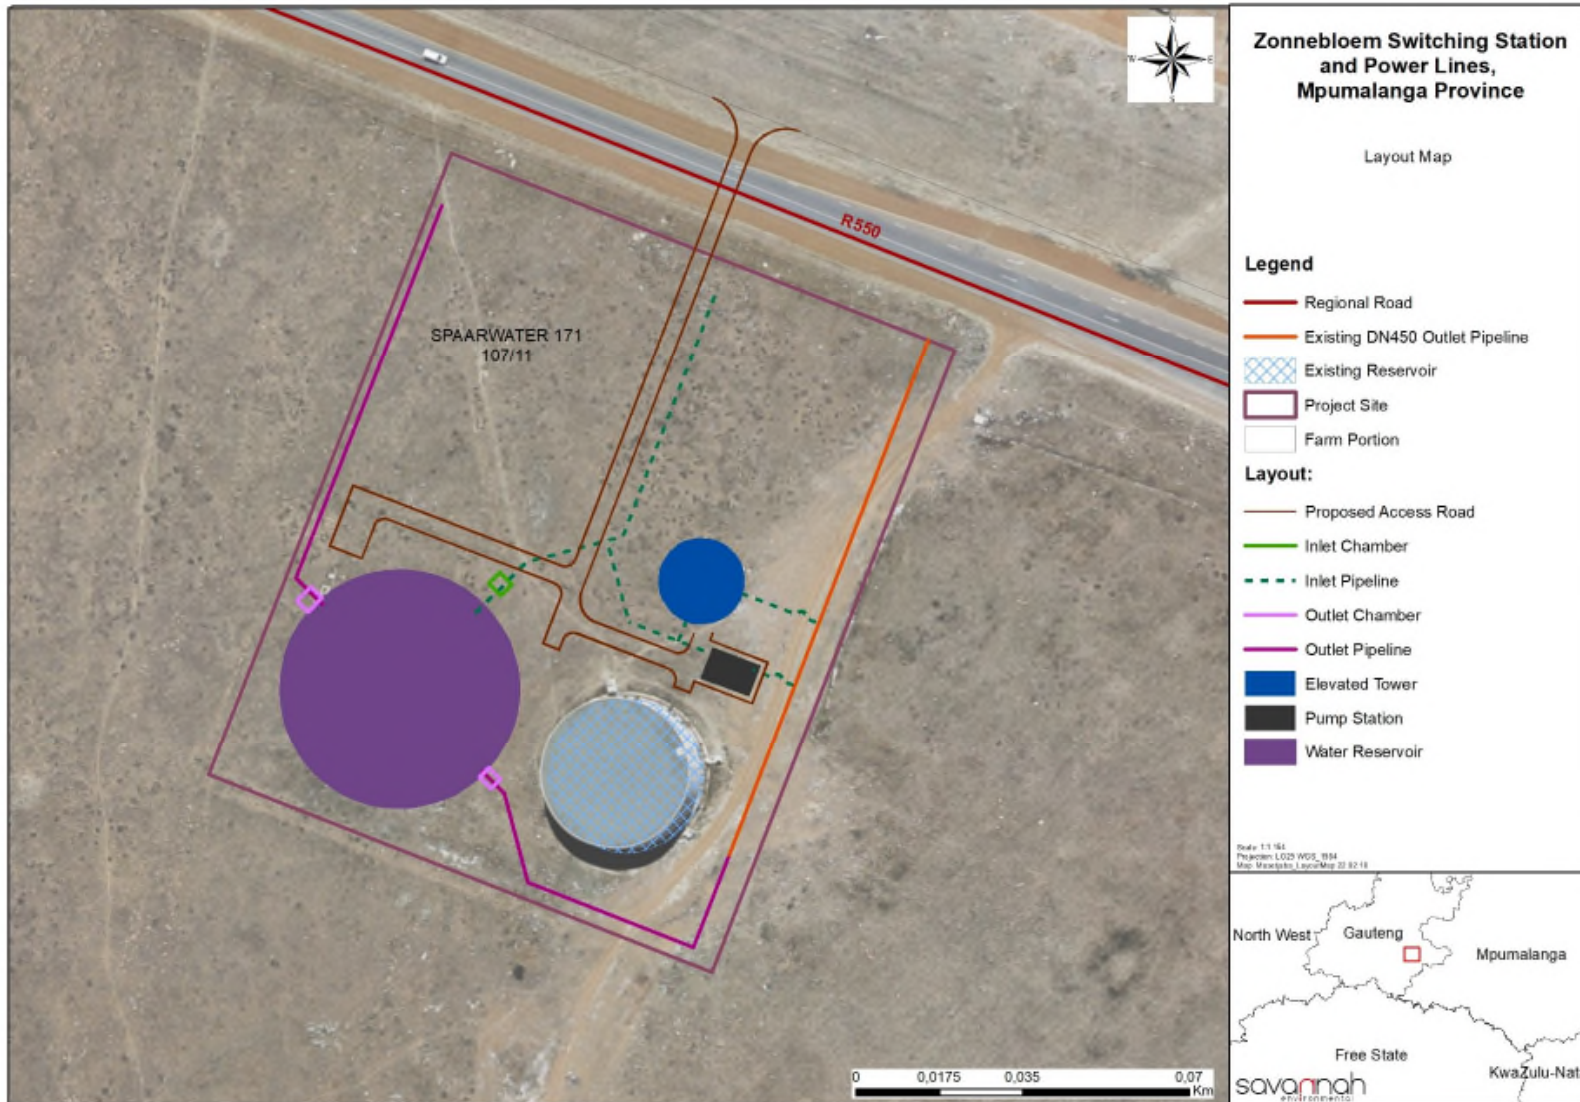 Zonnebloem Switching Station
and Power Lines,
Mpumalanga Province
Layout Map
N
W
E
S
R550
SPAARWATER 171
107/11
Legend
Regional Road
Existing DN450 Outlet Pipeline
Existing Reservoir
Project Site
Farm Portion
Layout:
Proposed Access Road
Inlet Chamber
Inlet Pipeline
Outlet Chamber
Outlet Pipeline
Elevated Tower
Pump Station
Water Reservoir
North West
Gauteng
Mpumalanga
Free State
KwaZulu-Nat
savannah
environmental
0
0,0175
0,035
0,07
Km